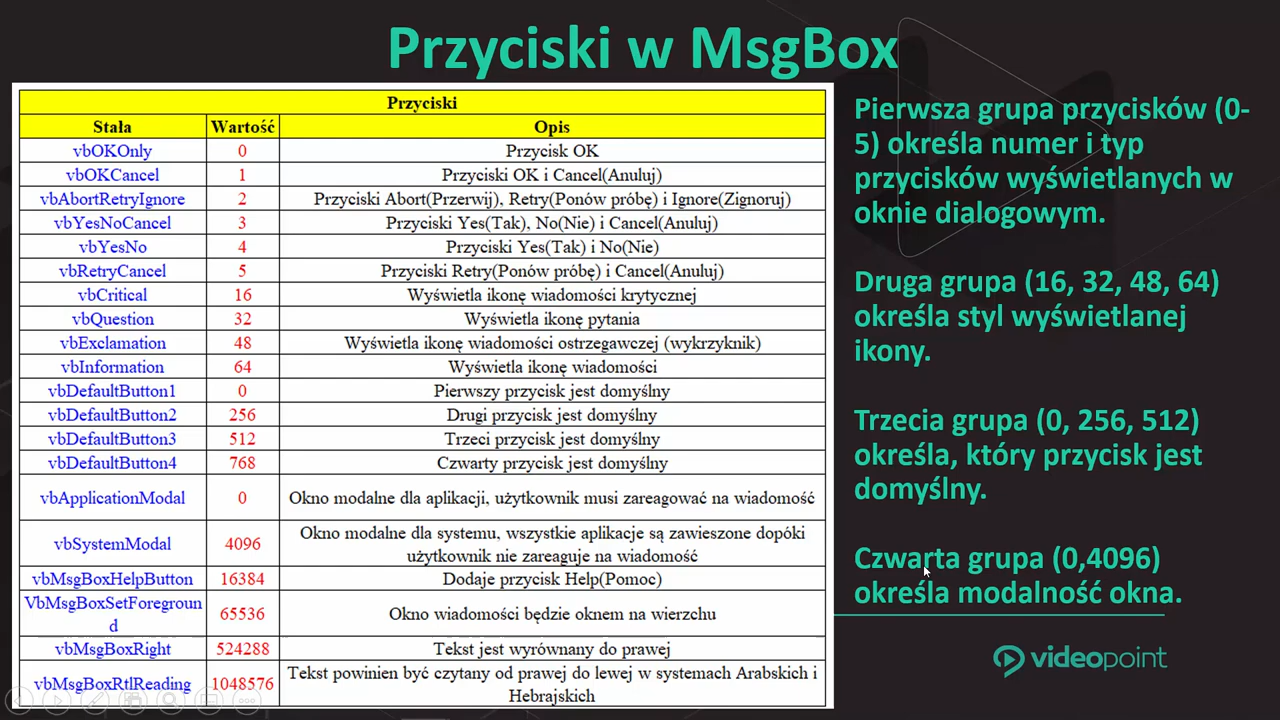 Przyciski w MsgBox
Przyciski
Stała Wartość Opis
vbOKOnly 0 Przycisk OK
vbOKCancel 1 Przyciski OK i Cancel(Anuluj)
vbAbortRetryIgnore 2 Przyciski Abort(Przerwij), Retry(Ponów próbę) i Ignore(Zignoruj)
vbYesNoCancel 3 Przyciski Yes(Tak), No(Nie) i Cancel(Anuluj)
vbYesNo 4 Przyciski Yes(Tak) i No(Nie)
vbRetryCancel 5 Przyciski Retry(Ponów próbę) i Cancel(Anuluj)
vbCritical 16 Wyświetla ikonę wiadomości krytycznej
vbQuestion 32 Wyświetla ikonę pytania
vbExclamation 48 Wyświetla ikonę wiadomości ostrzegawczej (wykrzyknik)
vbInformation 64 Wyświetla ikonę wiadomości
vbDefaultButton1 0 Pierwszy przycisk jest domyślny
vbDefaultButton2 256 Drugi przycisk jest domyślny
vbDefaultButton3 512 Trzeci przycisk jest domyślny
vbDefaultButton4 768 Czwarty przycisk jest domyślny
vbApplicationModal 0 Okno modalne dla aplikacji, użytkownik musi zareagować na wiadomość
vbSystemModal 4096 Okno modalne dla systemu, wszystkie aplikacje są zawieszone dopóki
użytkownik nie zareaguje na wiadomość
vbMsgBoxHelpButton 16384 Dodaje przycisk Help(Pomoc)
VbMsgBoxSetForegroun
d 65536 Okno wiadomości będzie oknem na wierzchu
vbMsgBoxRight 524288 Tekst jest wyrównany do prawej
vbMsgBoxRtlReading 1048576 Tekst powinien być czytany od prawej do lewej w systemach Arabskich i
Hebrajskich
Pierwsza grupa przycisków (0-
5) określa numer i typ
przycisków wyświetlanych w
oknie dialogowym.
Druga grupa (16, 32, 48, 64)
określa styl wyświetlanej
ikony.
Trzecia grupa (0, 256, 512)
określa, który przycisk jest
domyślny.
Czwarta grupa (0,4096)
określa modalność okna.
videopoint